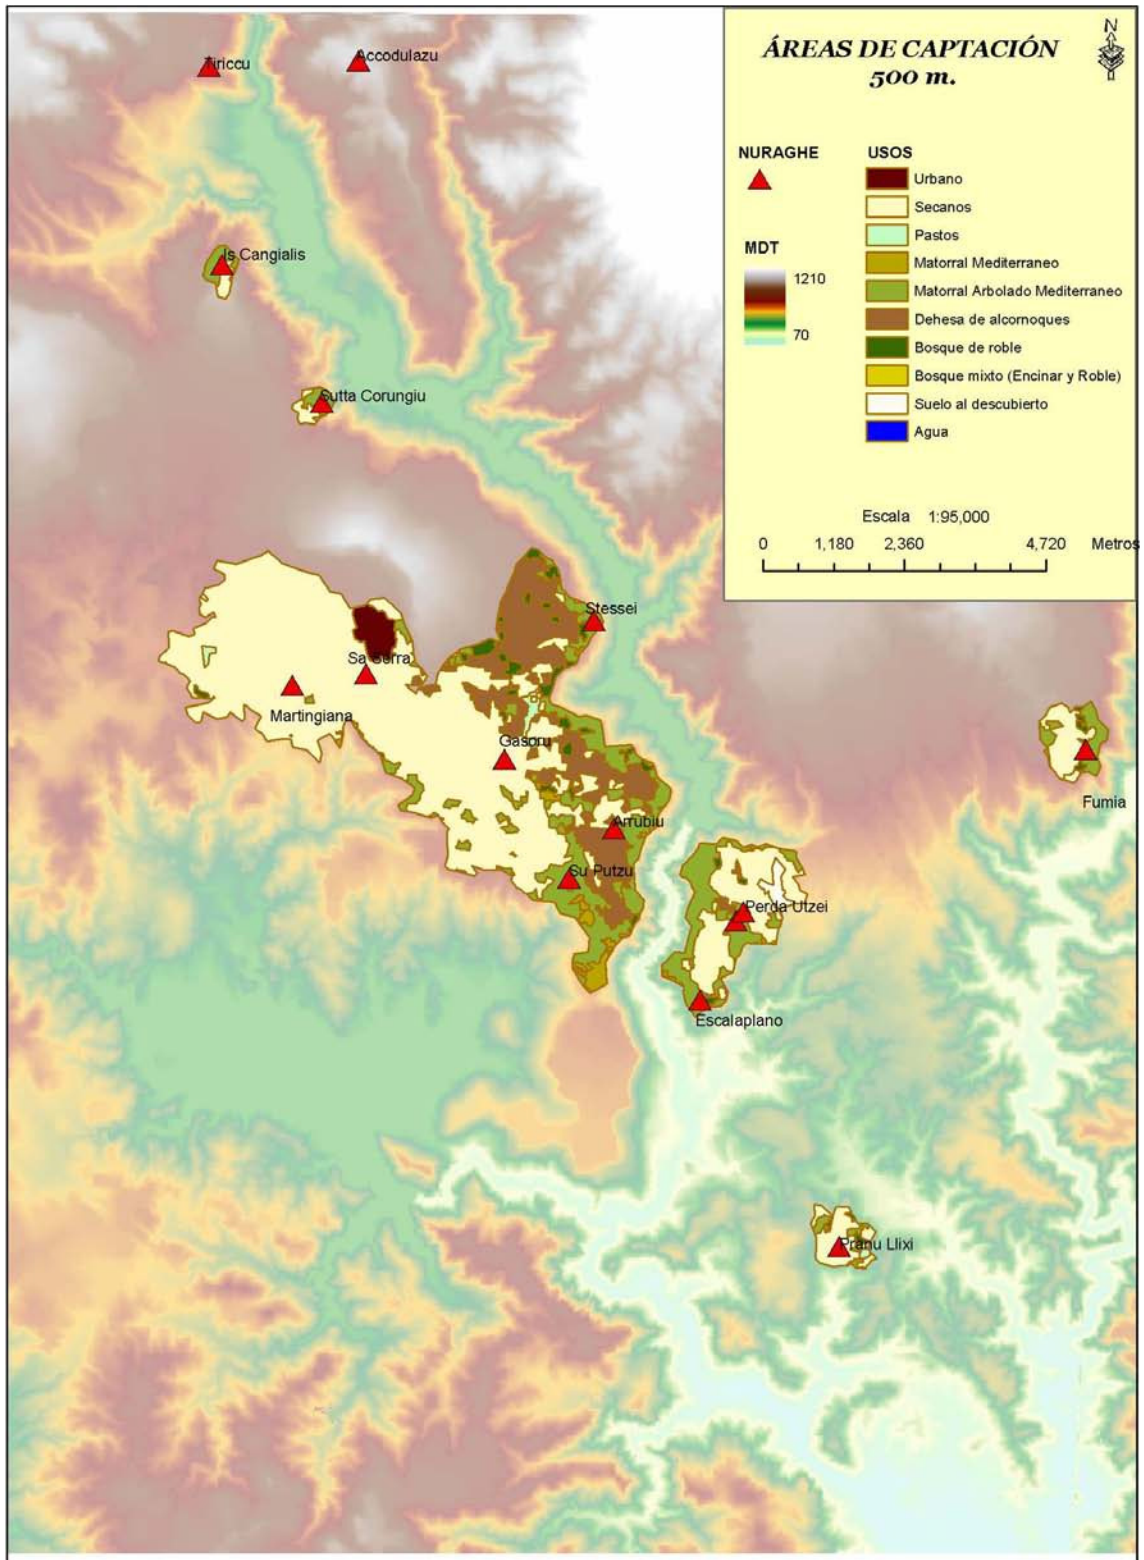 ÁREAS DE CAPTACIÓN
500 m.
N
NURAGHE
MDT
1210
70
USOS
Urbano
Secanos
Pastos
Matorral Mediterraneo
Matorral Arbolado Mediterraneo
Dehesa de alcornoques
Bosque de roble
Bosque mixto (Encinar y Roble)
Suelo al descubierto
Agua
Escala 1:95,000
0 1,180 2,360 4,720 Metros
Tiriccu
Accodulazu
Is Cangialis
Sutta Corungiu
Stessei
Sa Serra
Martingiana
Gasoru
Fumia
Arrubiu
Su Putzu
Perda Utzei
Escalaplano
Pranu Llixi